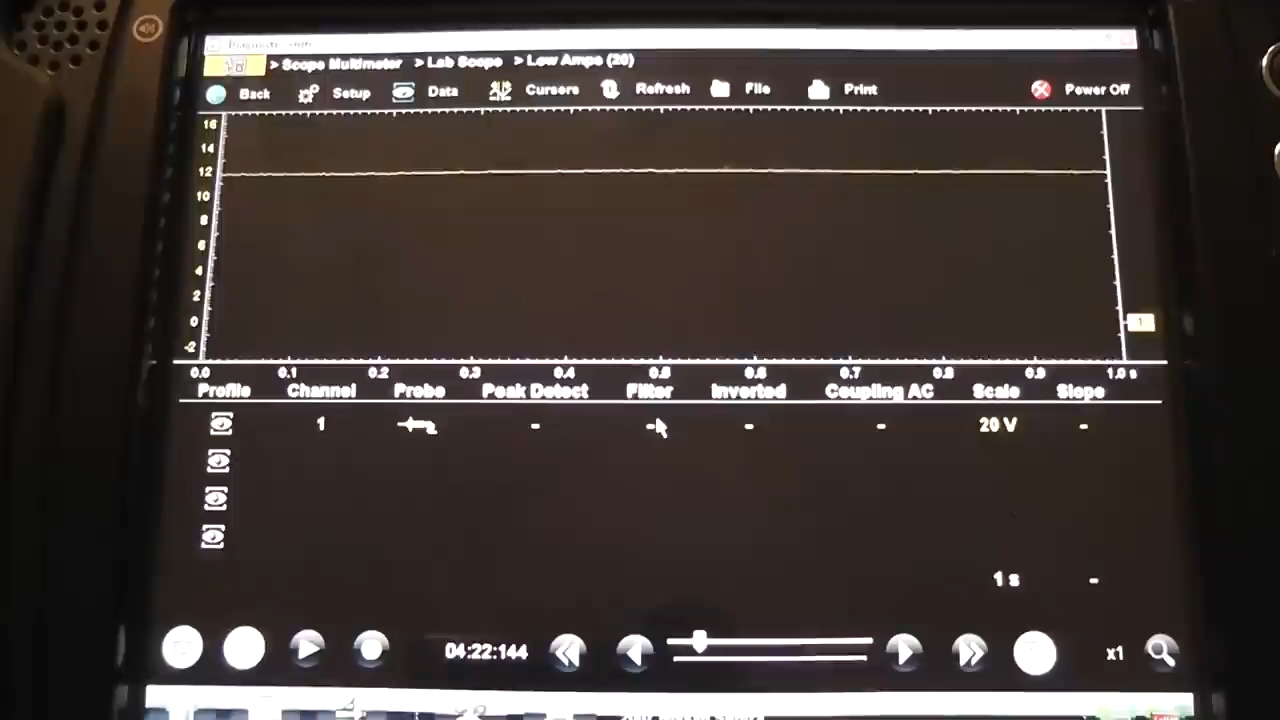 > Scope Multimeter > Lab Scope > Low Amps (20)
Back Setup Data Cursors Refresh File Print Power Off
16
14
12
10
8
6
4
2
0
-2
1
0.0 0.1 0.2 0.3 0.4 0.5 0.6 0.7 0.8 0.9 1.0 s
Profile Channel Probe Peak Detect Filter Inverted Coupling AC Scale Slope
1 - - - - 20 V -
1 s -
04:22:144 x1